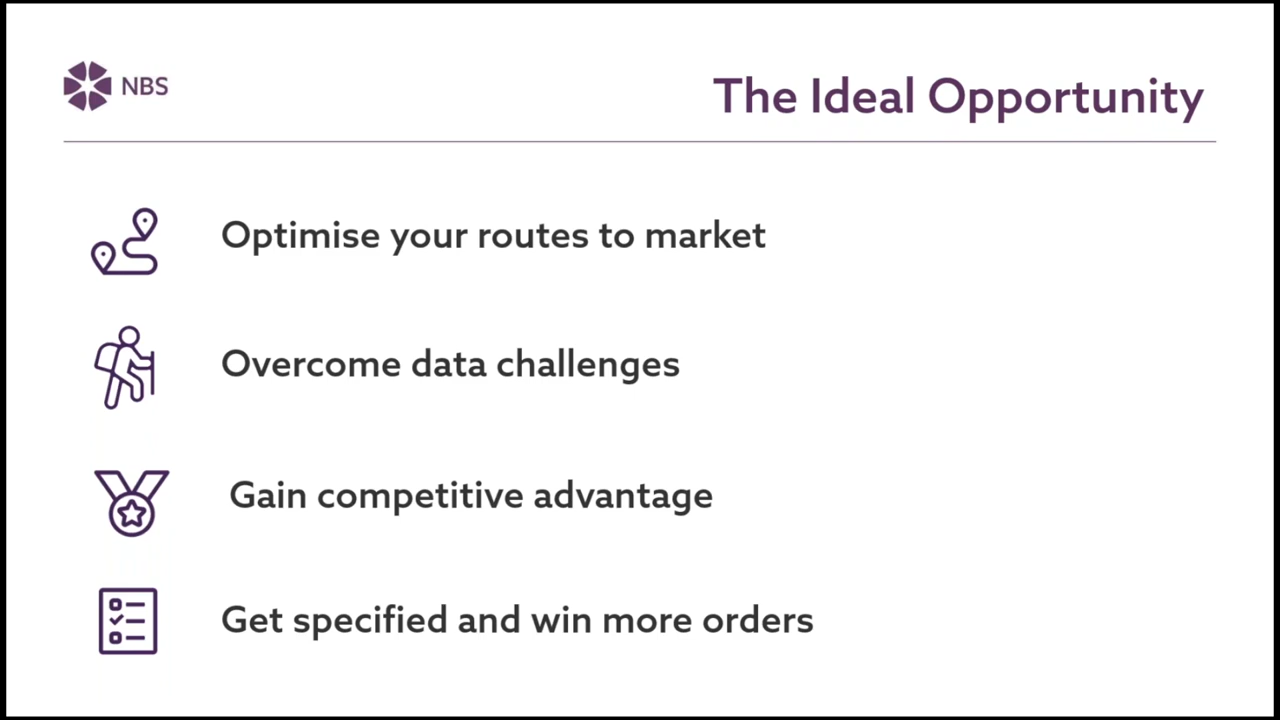 NBS
The Ideal Opportunity
Optimise your routes to market
Overcome data challenges
Gain competitive advantage
Get specified and win more orders